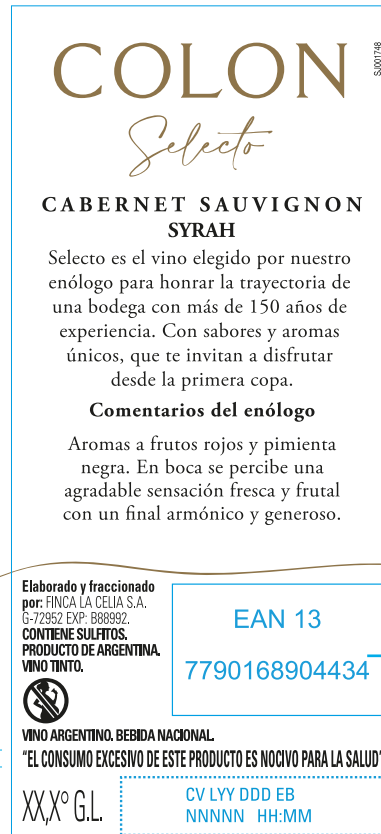 COLON
SJ001748
Selecto
CABERNET SAUVIGNON
SYRAH
Selecto es el vino elegido por nuestro
enólogo para honrar la trayectoria de
una bodega con más de 150 años de
experiencia. Con sabores y aromas
únicos, que te invitan a disfrutar
desde la primera copa.
Comentarios del enólogo
Aromas a frutos rojos y pimienta
negra. En boca se percibe una
agradable sensación fresca y frutal
con un final armónico y generoso.
Elaborado y fraccionado
por: FINCA LA CELIA S.A.
G-72952 EXP: B88992.
CONTIENE SULFITOS.
PRODUCTO DE ARGENTINA.
VINO TINTO.
EAN 13
7790168904434
VINO ARGENTINO. BEBIDA NACIONAL.
“EL CONSUMO EXCESIVO DE ESTE PRODUCTO ES NOCIVO PARA LA SALUD”
XX,X° G.L.
CV LYY DDD EB
NNNNN HH:MM